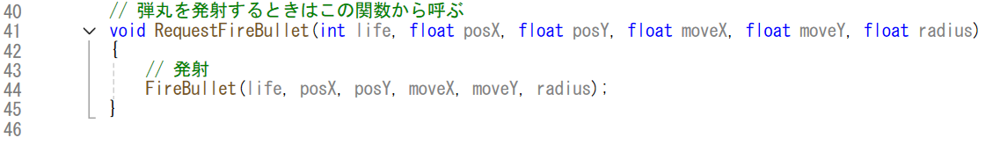 40 // 弾丸を発射するときはこの関数から呼ぶ
41 void RequestFireBullet(int life, float posX, float posY, float moveX, float moveY, float radius)
42 {
43 // 発射
44 FireBullet(life, posX, posY, moveX, moveY, radius);
45 }
46